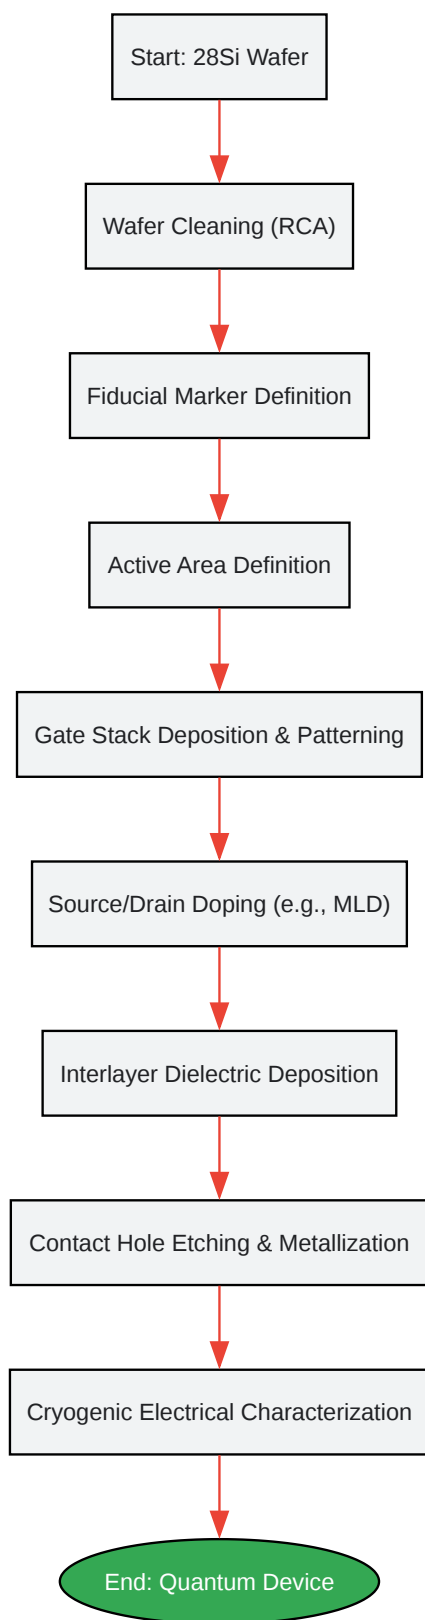 Start: 28Si Wafer
Wafer Cleaning (RCA)
Fiducial Marker Definition
Active Area Definition
Gate Stack Deposition & Patterning
Source/Drain Doping (e.g., MLD)
Interlayer Dielectric Deposition
Contact Hole Etching & Metallization
Cryogenic Electrical Characterization
End: Quantum Device